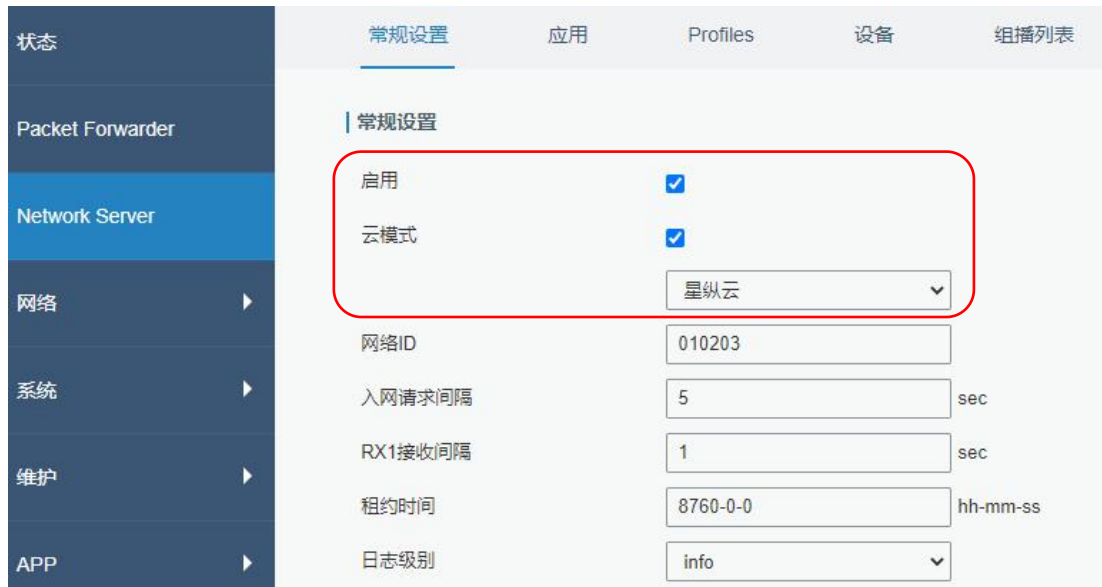 状态
Packet Forwarder
Network Server
网络
系统
维护
APP
常规设置 应用 Profiles 设备 组播列表
常规设置
启用
云模式
星纵云
网络ID 010203
入网请求间隔 5 sec
RX1接收间隔 1 sec
租约时间 8760-0-0 hh-mm-ss
日志级别 info